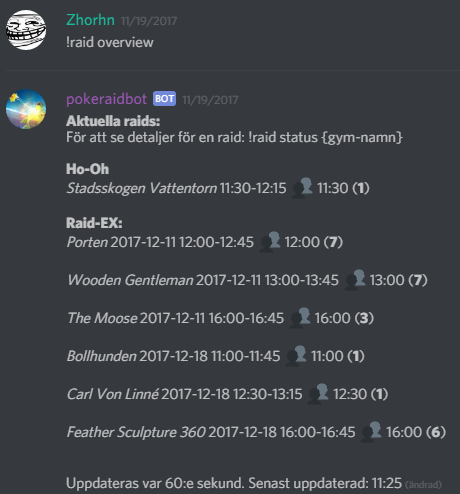 Zhorhn 11/19/2017
!raid overview
pokeraidbot BOT 11/19/2017
Aktuella raids:
För att se detaljer för en raid: !raid status {gym-namn}
Ho-Oh
Stadsskogen Vattentorn 11:30-12:15 11:30 (1)
Raid-EX:
Porten 2017-12-11 12:00-12:45 12:00 (7)
Wooden Gentleman 2017-12-11 13:00-13:45 13:00 (7)
The Moose 2017-12-11 16:00-16:45 16:00 (3)
Bollhunden 2017-12-18 11:00-11:45 11:00 (1)
Carl Von Linné 2017-12-18 12:30-13:15 12:30 (1)
Feather Sculpture 360 2017-12-18 16:00-16:45 16:00 (6)
Uppdateras var 60:e sekund. Senast uppdaterad: 11:25 (ändrad)